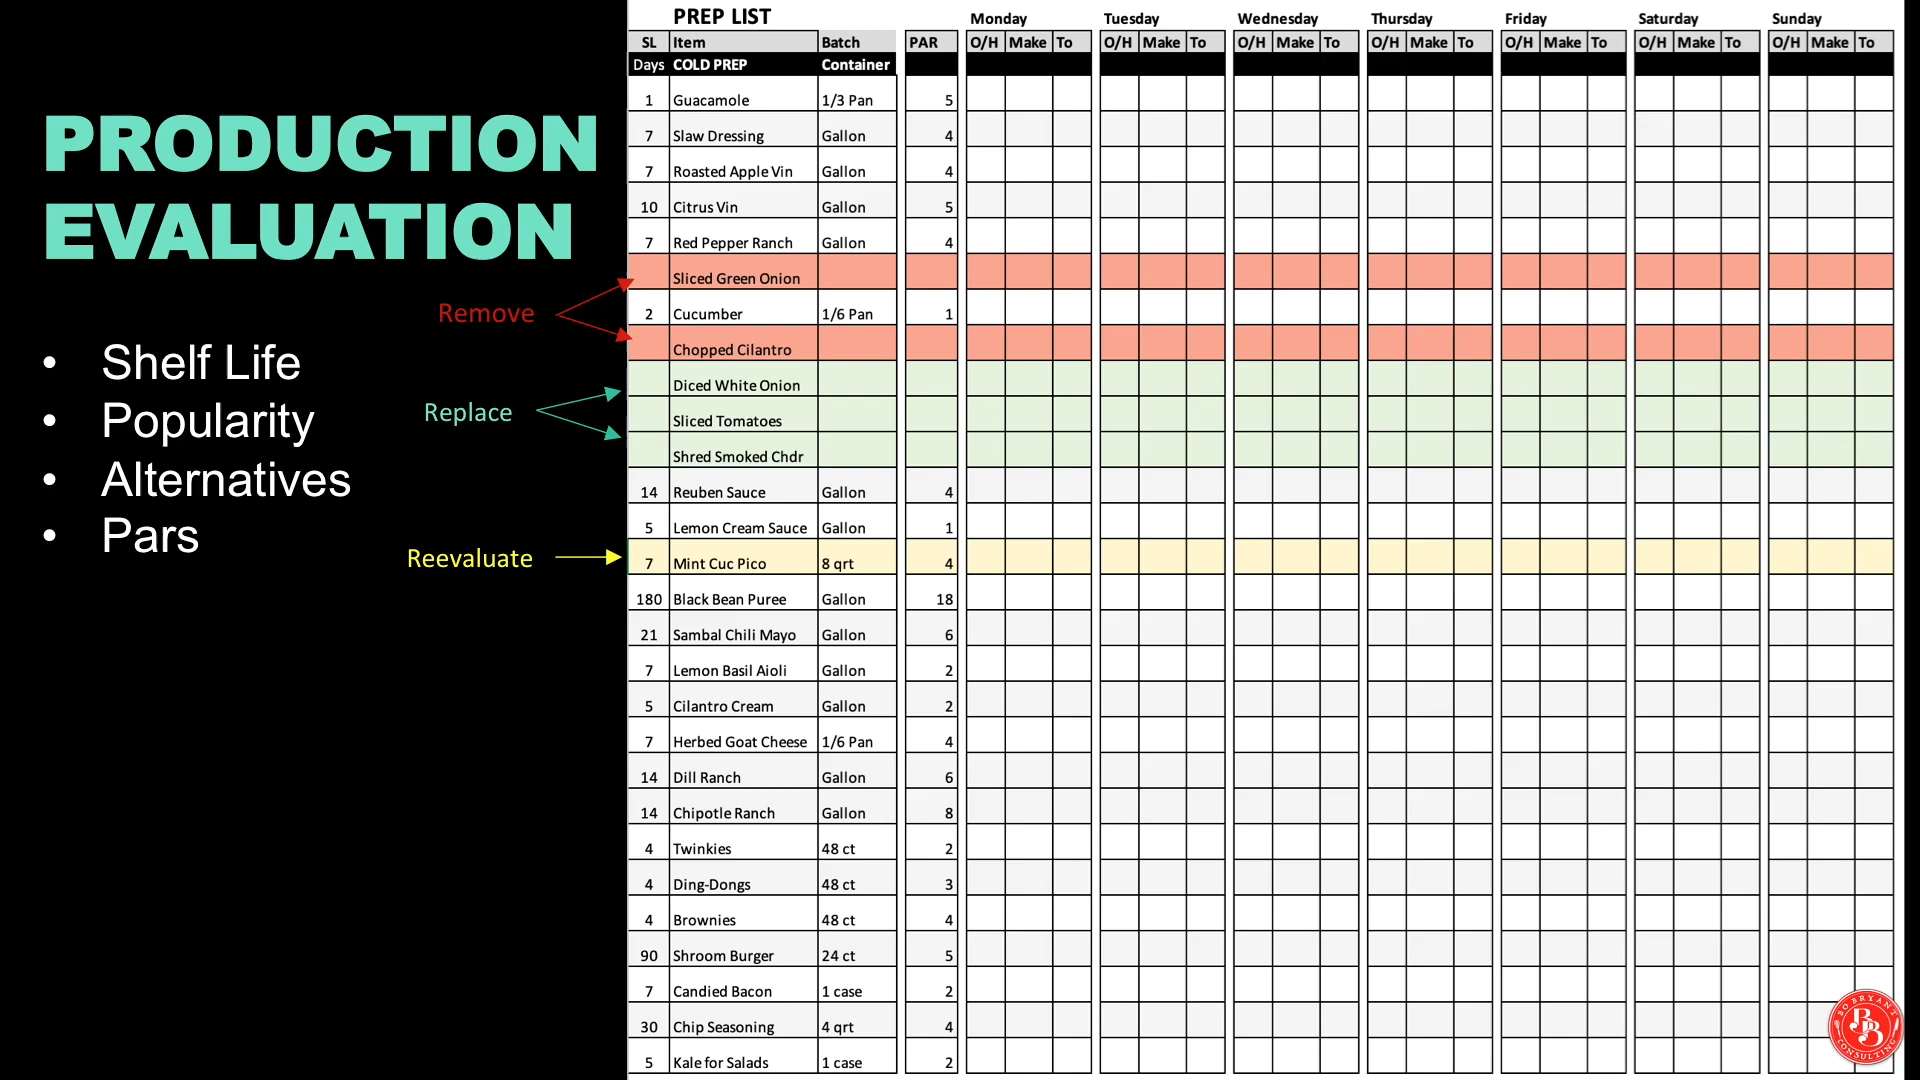 PRODUCTION
EVALUATION
• Shelf Life
• Popularity
• Alternatives
• Pars
Remove
Replace
Reevaluate
PREP LIST Monday Tuesday Wednesday Thursday Friday Saturday Sunday
SL Item Batch PAR O/H Make To O/H Make To O/H Make To O/H Make To O/H Make To O/H Make To O/H Make To
Days COLD PREP Container
1 Guacamole 1/3 Pan 5
7 Slaw Dressing Gallon 4
7 Roasted Apple Vin Gallon 4
10 Citrus Vin Gallon 5
7 Red Pepper Ranch Gallon 4
Sliced Green Onion
2 Cucumber 1/6 Pan 1
Chopped Cilantro
Diced White Onion
Sliced Tomatoes
Shred Smoked Chdr
14 Reuben Sauce Gallon 4
5 Lemon Cream Sauce Gallon 1
7 Mint Cuc Pico 8 qrt 4
180 Black Bean Puree Gallon 18
21 Sambal Chili Mayo Gallon 6
7 Lemon Basil Aioli Gallon 2
5 Cilantro Cream Gallon 2
7 Herbed Goat Cheese 1/6 Pan 4
14 Dill Ranch Gallon 6
14 Chipotle Ranch Gallon 8
4 Twinkies 48 ct 2
4 Ding-Dongs 48 ct 3
4 Brownies 48 ct 4
90 Shroom Burger 24 ct 5
7 Candied Bacon 1 case 2
30 Chip Seasoning 4 qrt 4
5 Kale for Salads 1 case 2
BO BRYANT
BB
CONSULTING